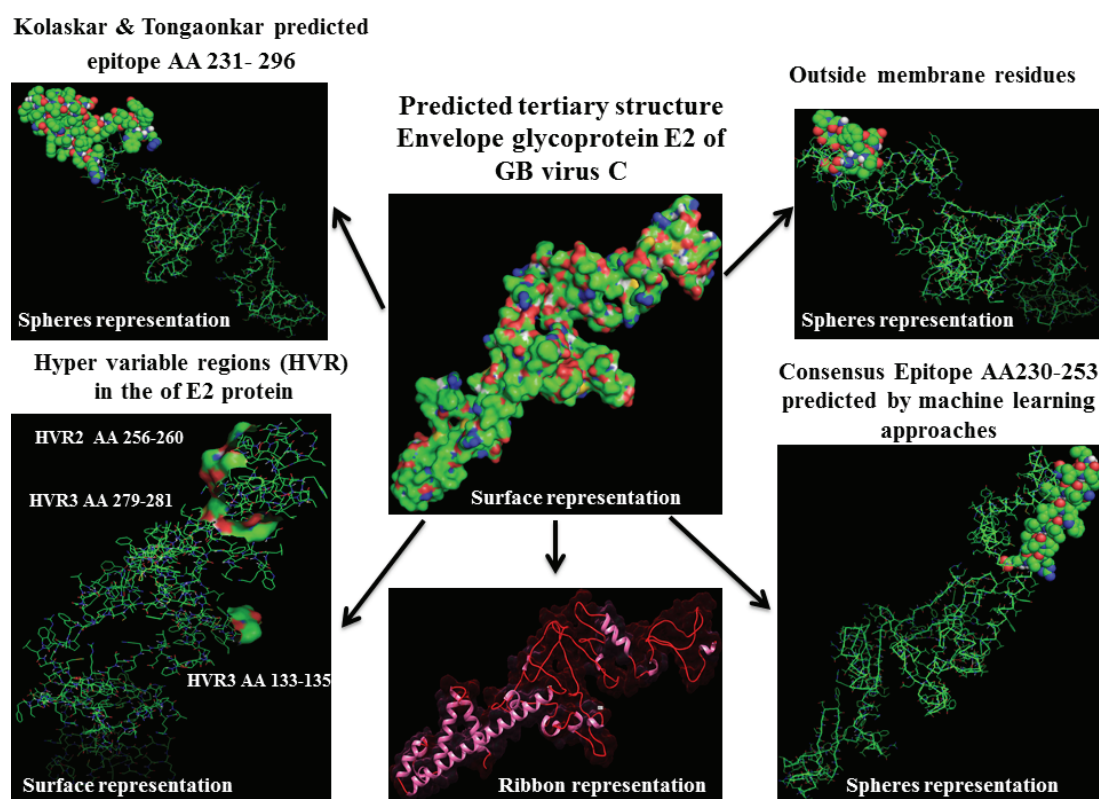 Kolaskar & Tongaonkar predicted
epitope AA 231- 296
Spheres representation
Predicted tertiary structure
Envelope glycoprotein E2 of
GB virus C
Surface representation
Outside membrane residues
Spheres representation
Hyper variable regions (HVR)
in the of E2 protein
HVR2 AA 256-260
HVR3 AA 279-281
HVR3 AA 133-135
Surface representation
Ribbon representation
Consensus Epitope AA230-253
predicted by machine learning
approaches
Spheres representation